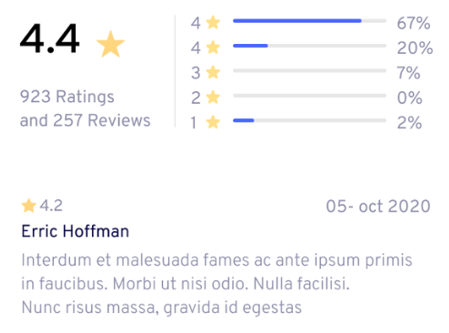 4.4
923 Ratings
and 257 Reviews
4 67%
4 20%
3 7%
2 0%
1 2%
4.2
05- oct 2020
Erric Hoffman
Interdum et malesuada fames ac ante ipsum primis
in faucibus. Morbi ut nisi odio. Nulla facilisi.
Nunc risus massa, gravida id egestas